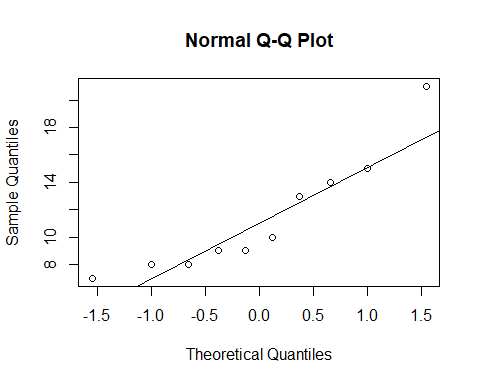 Normal Q-Q Plot
Sample Quantiles
18
14
10
8
-1.5 -1.0 -0.5 0.0 0.5 1.0 1.5
Theoretical Quantiles